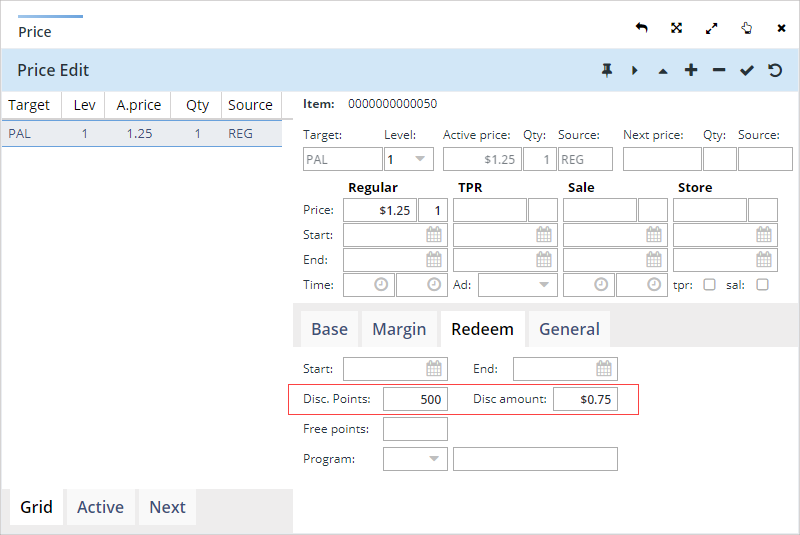 Price
Price Edit
Target Lev A.price Qty Source
PAL 1 1.25 1 REG
Item: 0000000000050
Target: Level: Active price: Qty: Source: Next price: Qty: Source:
PAL 1 $1.25 1 REG
Regular TPR Sale Store
Price: $1.25 1
Start:
End:
Time: Ad: tpr: sal:
Base Margin Redeem General
Start: End:
Disc. Points: 500 Disc amount: $0.75
Free points:
Program:
Grid Active Next